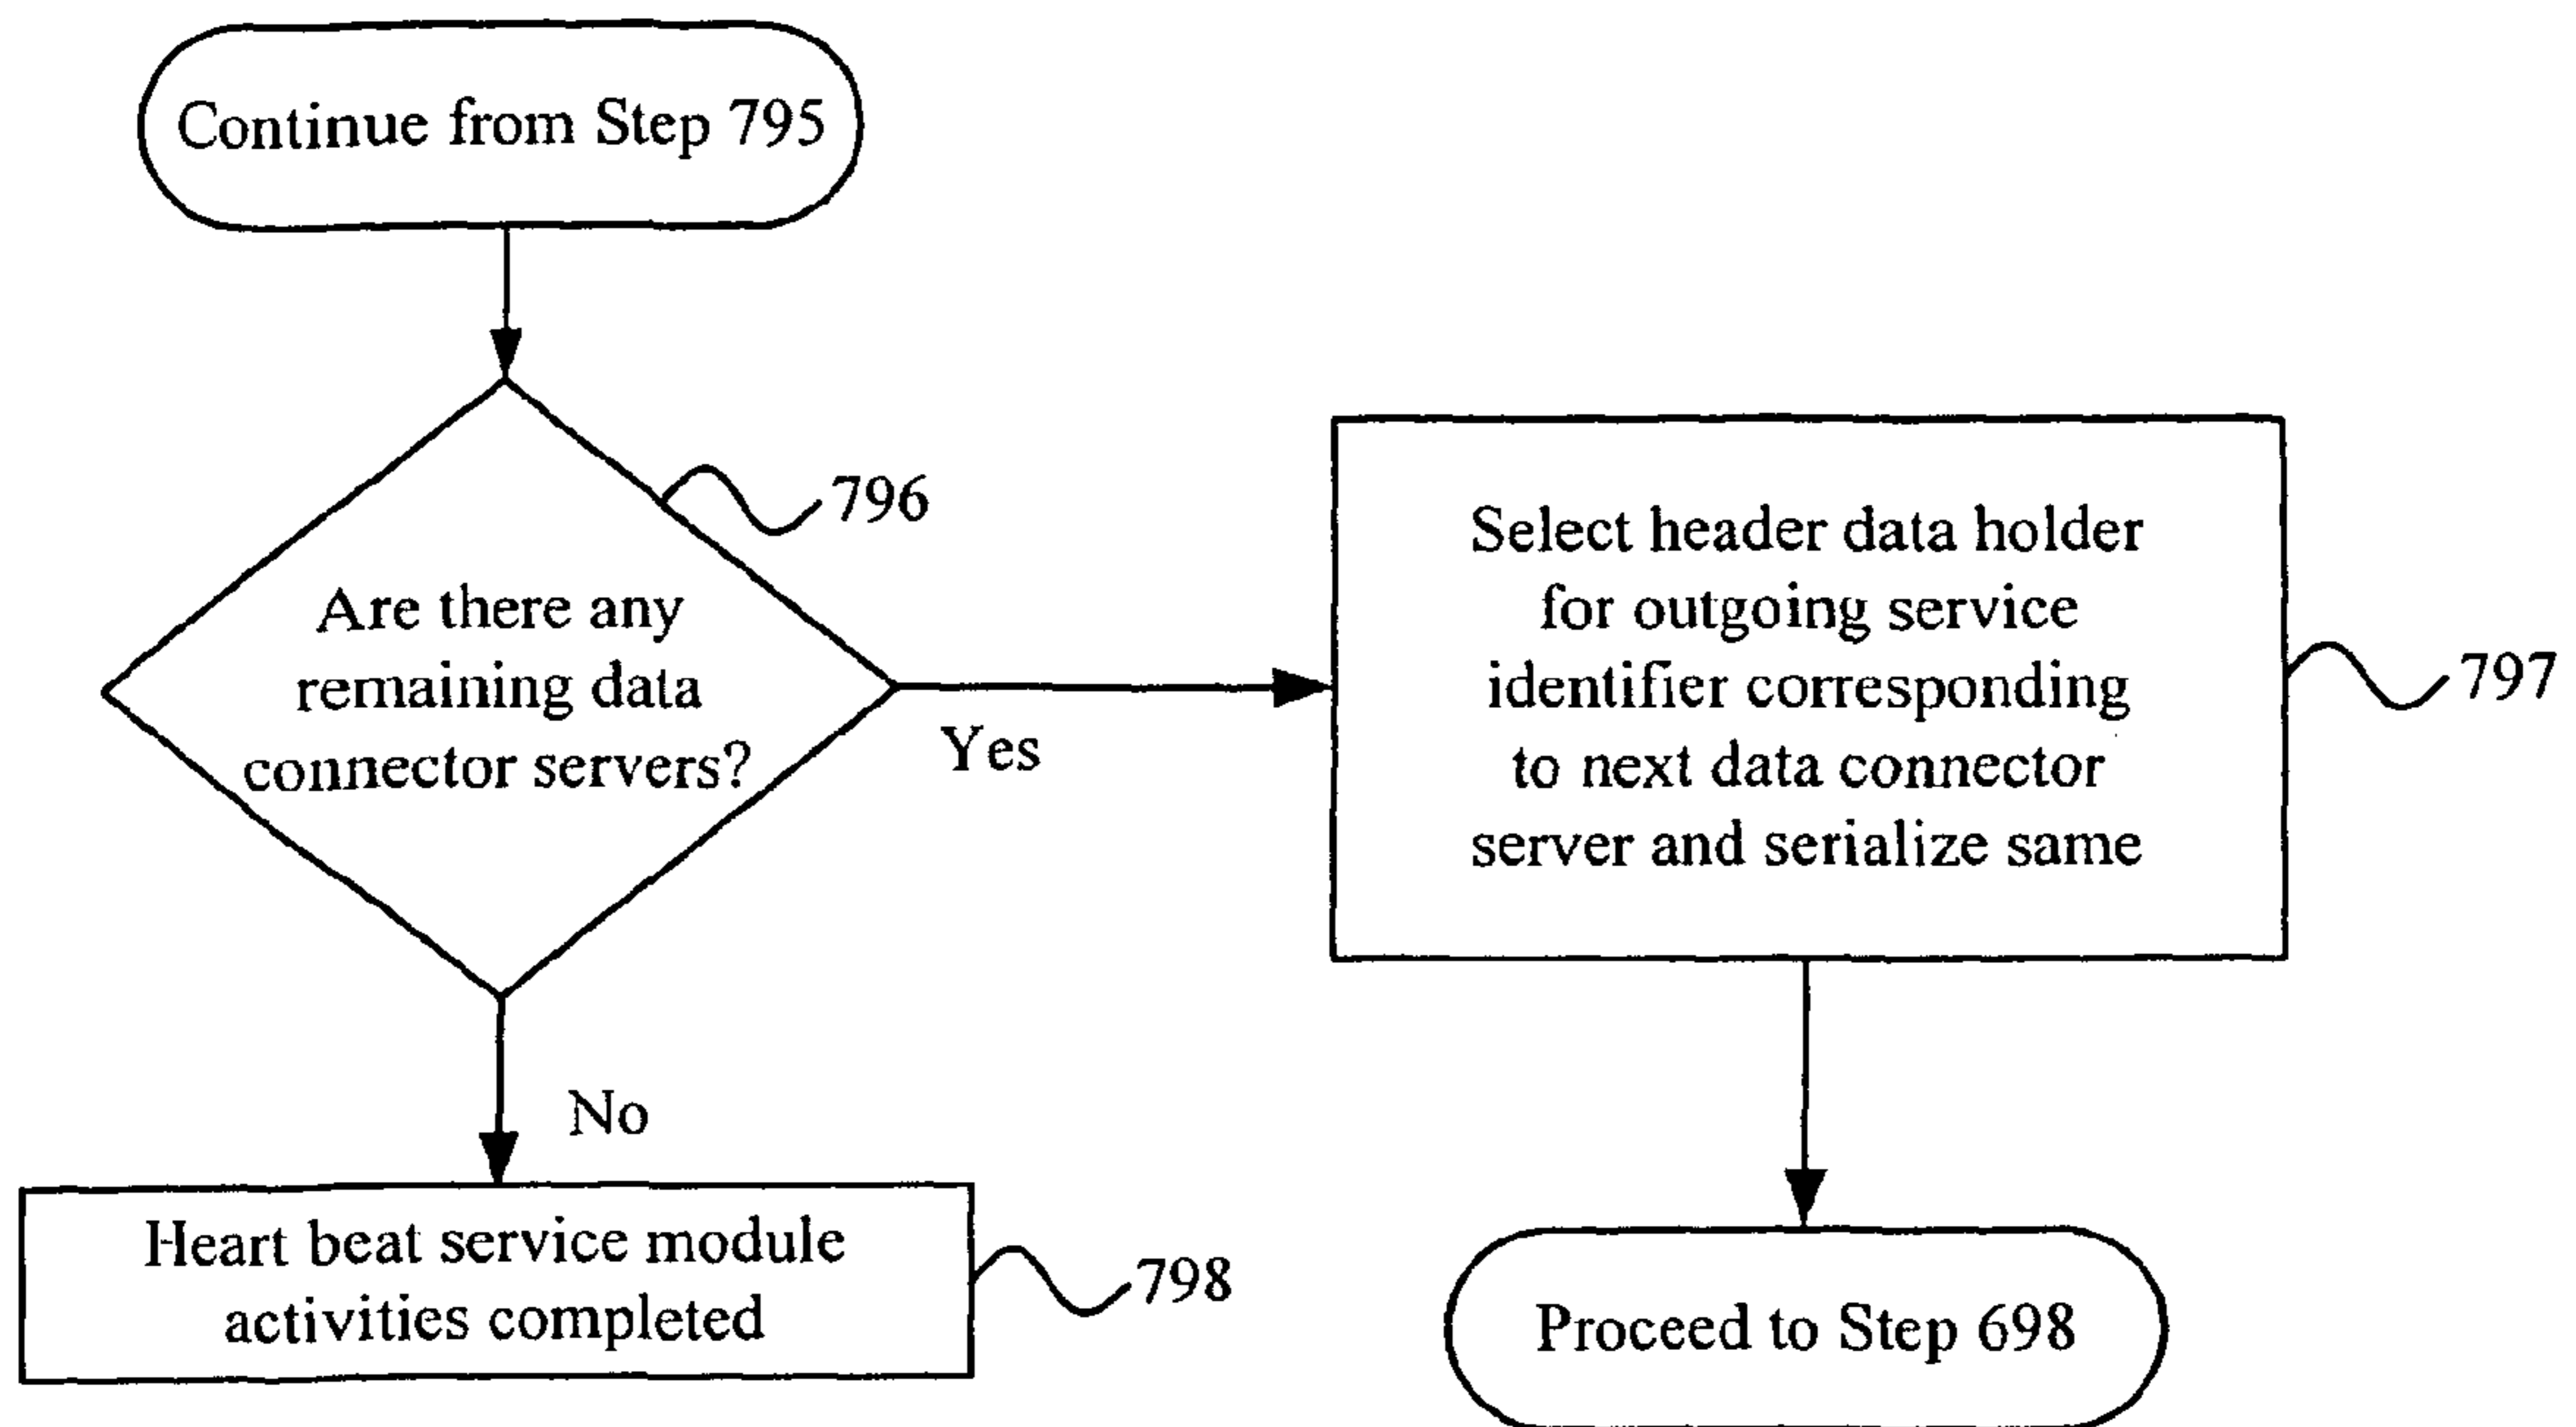 Continue from Step 795
796
Are there any
remaining data
connector servers?
Yes
Select header data holder
for outgoing service
identifier corresponding
to next data connector
server and serialize same
797
No
Heart beat service module
activities completed
798
Proceed to Step 698